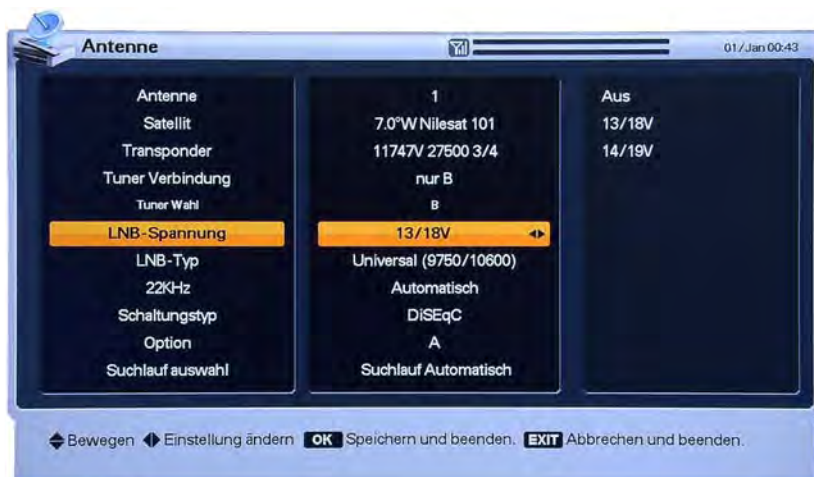 Antenne
01/Jan 00:43
Antenne 1 Aus
Satellit 7.0°W Nilesat 101 13/18V
Transponder 11747V 27500 3/4 14/19V
Tuner Verbindung nur B
Tuner Wahl B
LNB-Spannung 13/18V
LNB-Typ Universal (9750/10600)
22KHz Automatisch
Schaltungstyp DiSEqC
Option A
Suchlauf auswahl Suchlauf Automatisch
Bewegen Einstellung ändern OK Speichern und beenden. EXIT Abbrechen und beenden.